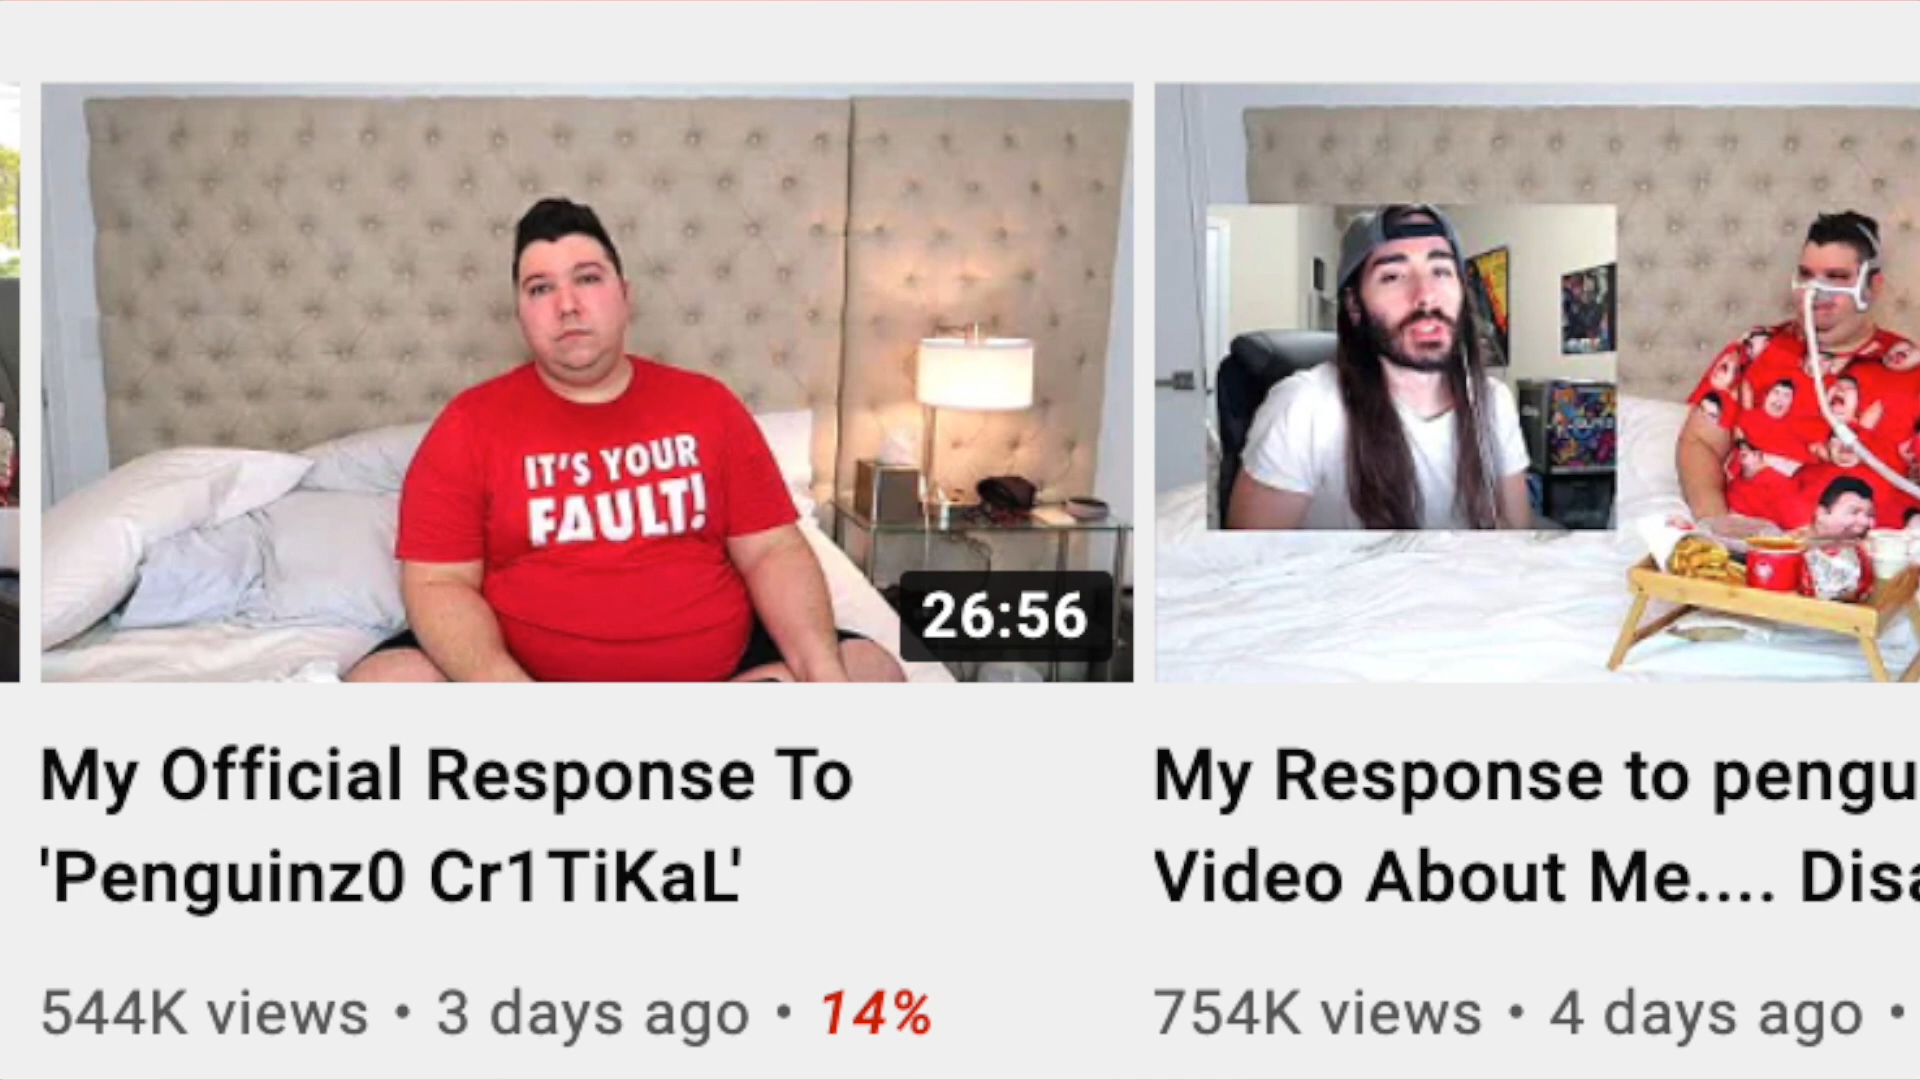 IT'S YOUR
FAULT!
26:56
My Official Response To
'Penguinz0 Cr1TiKaL'
544K views • 3 days ago • 14%
My Response to pengu
Video About Me.... Disa
754K views • 4 days ago •